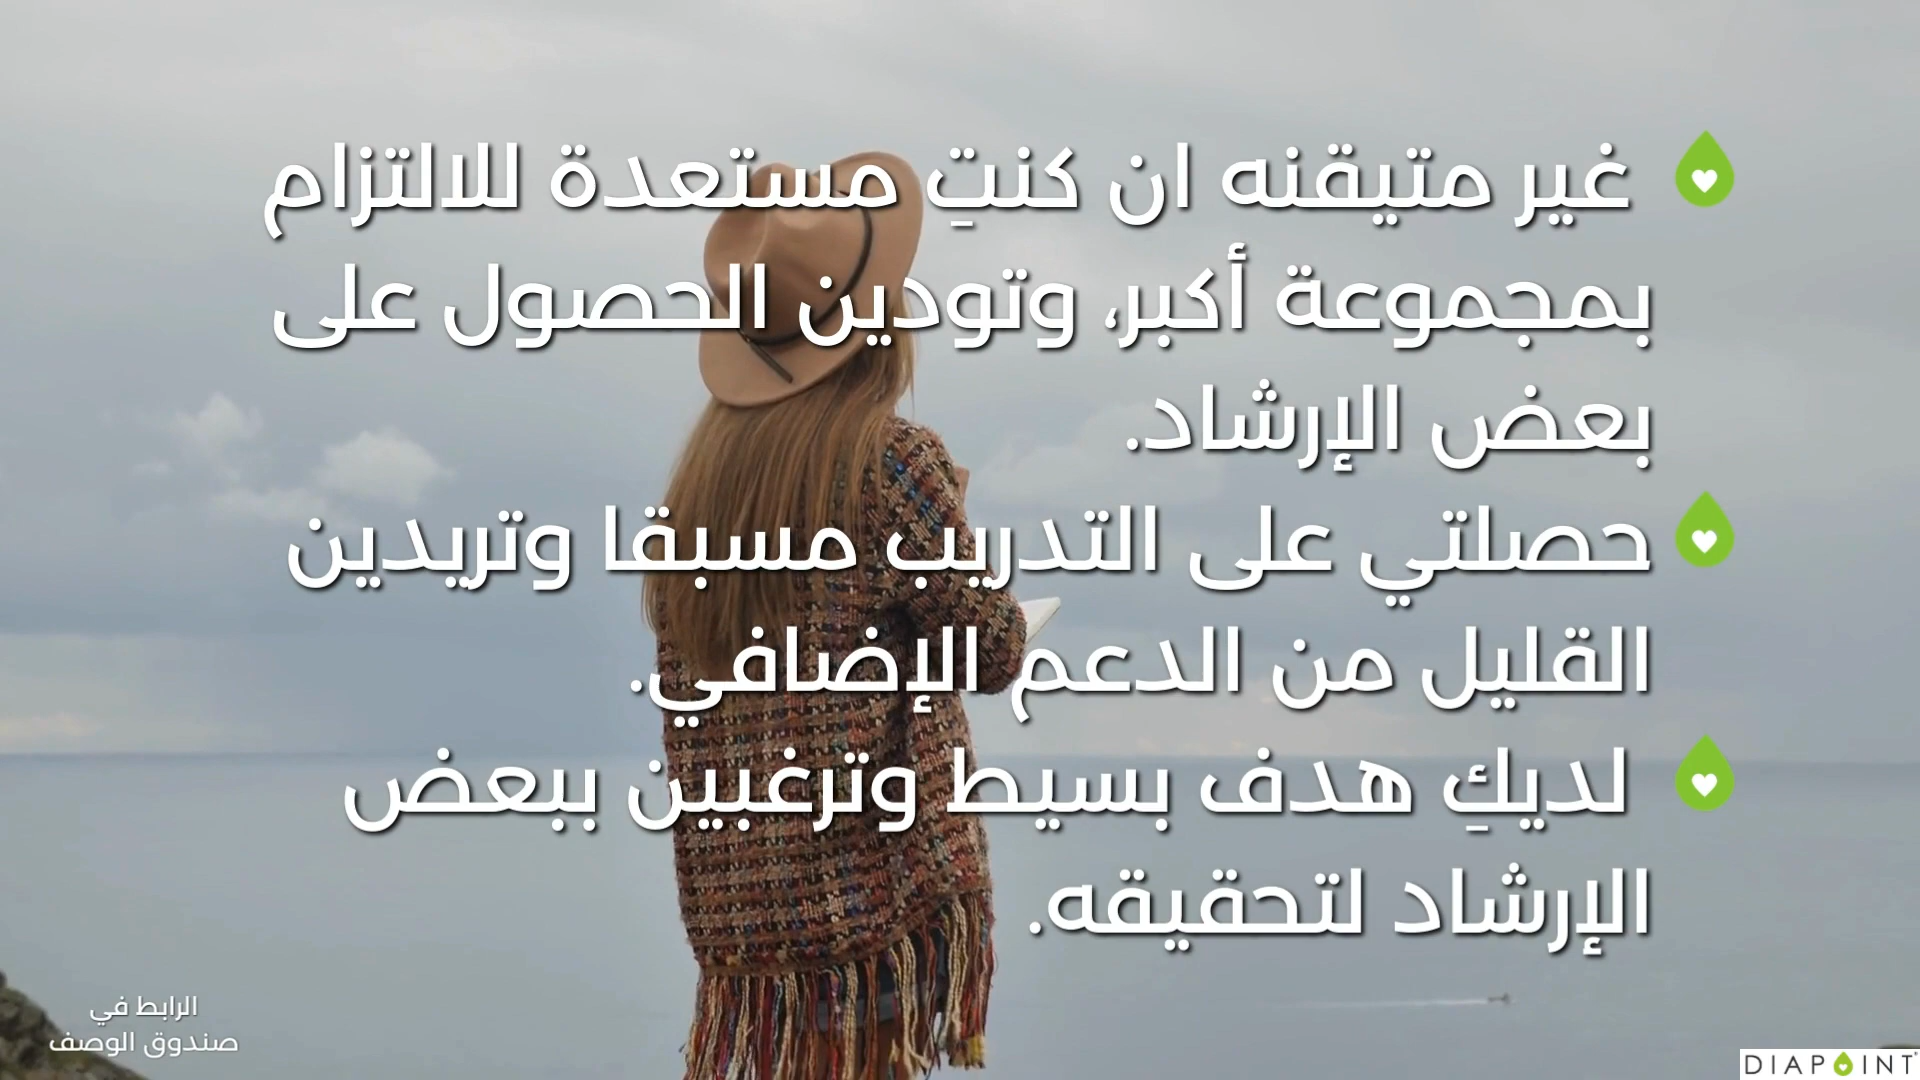 غير متيقنه ان كنتِ مستعدة للالتزام
بمجموعة أكبر، وتودين الحصول على
بعض الإرشاد.
حصلتي على التدريب مسبقا وتريدين
القليل من الدعم الإضافي.
لديكِ هدف بسيط وترغبين ببعض
الإرشاد لتحقيقه.
الرابط في
صندوق الوصف
DIAPOINT